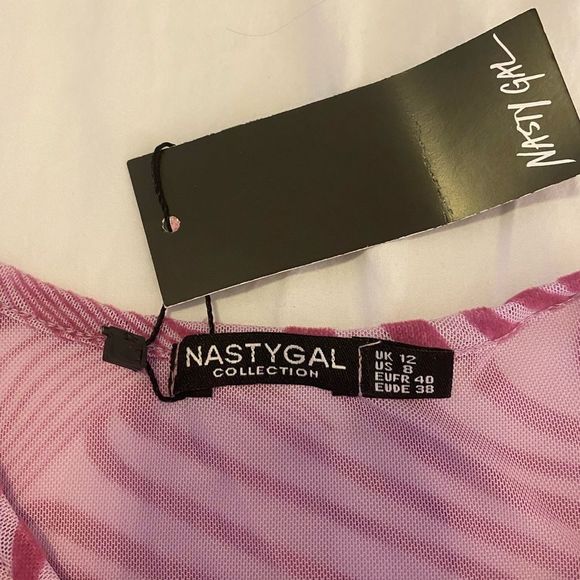 NASTY GAL
NASTYGAL
COLLECTION
UK 12
US 8
EUFR 40
EUDE 38